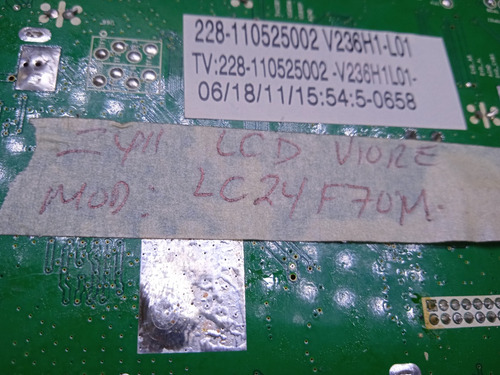 228-110525002 V236H1-L01
TV:228-110525002 -V236H1L01-
06/18/11/15:54:5-0658
LCD VIORE
MOD: LC24F70M.